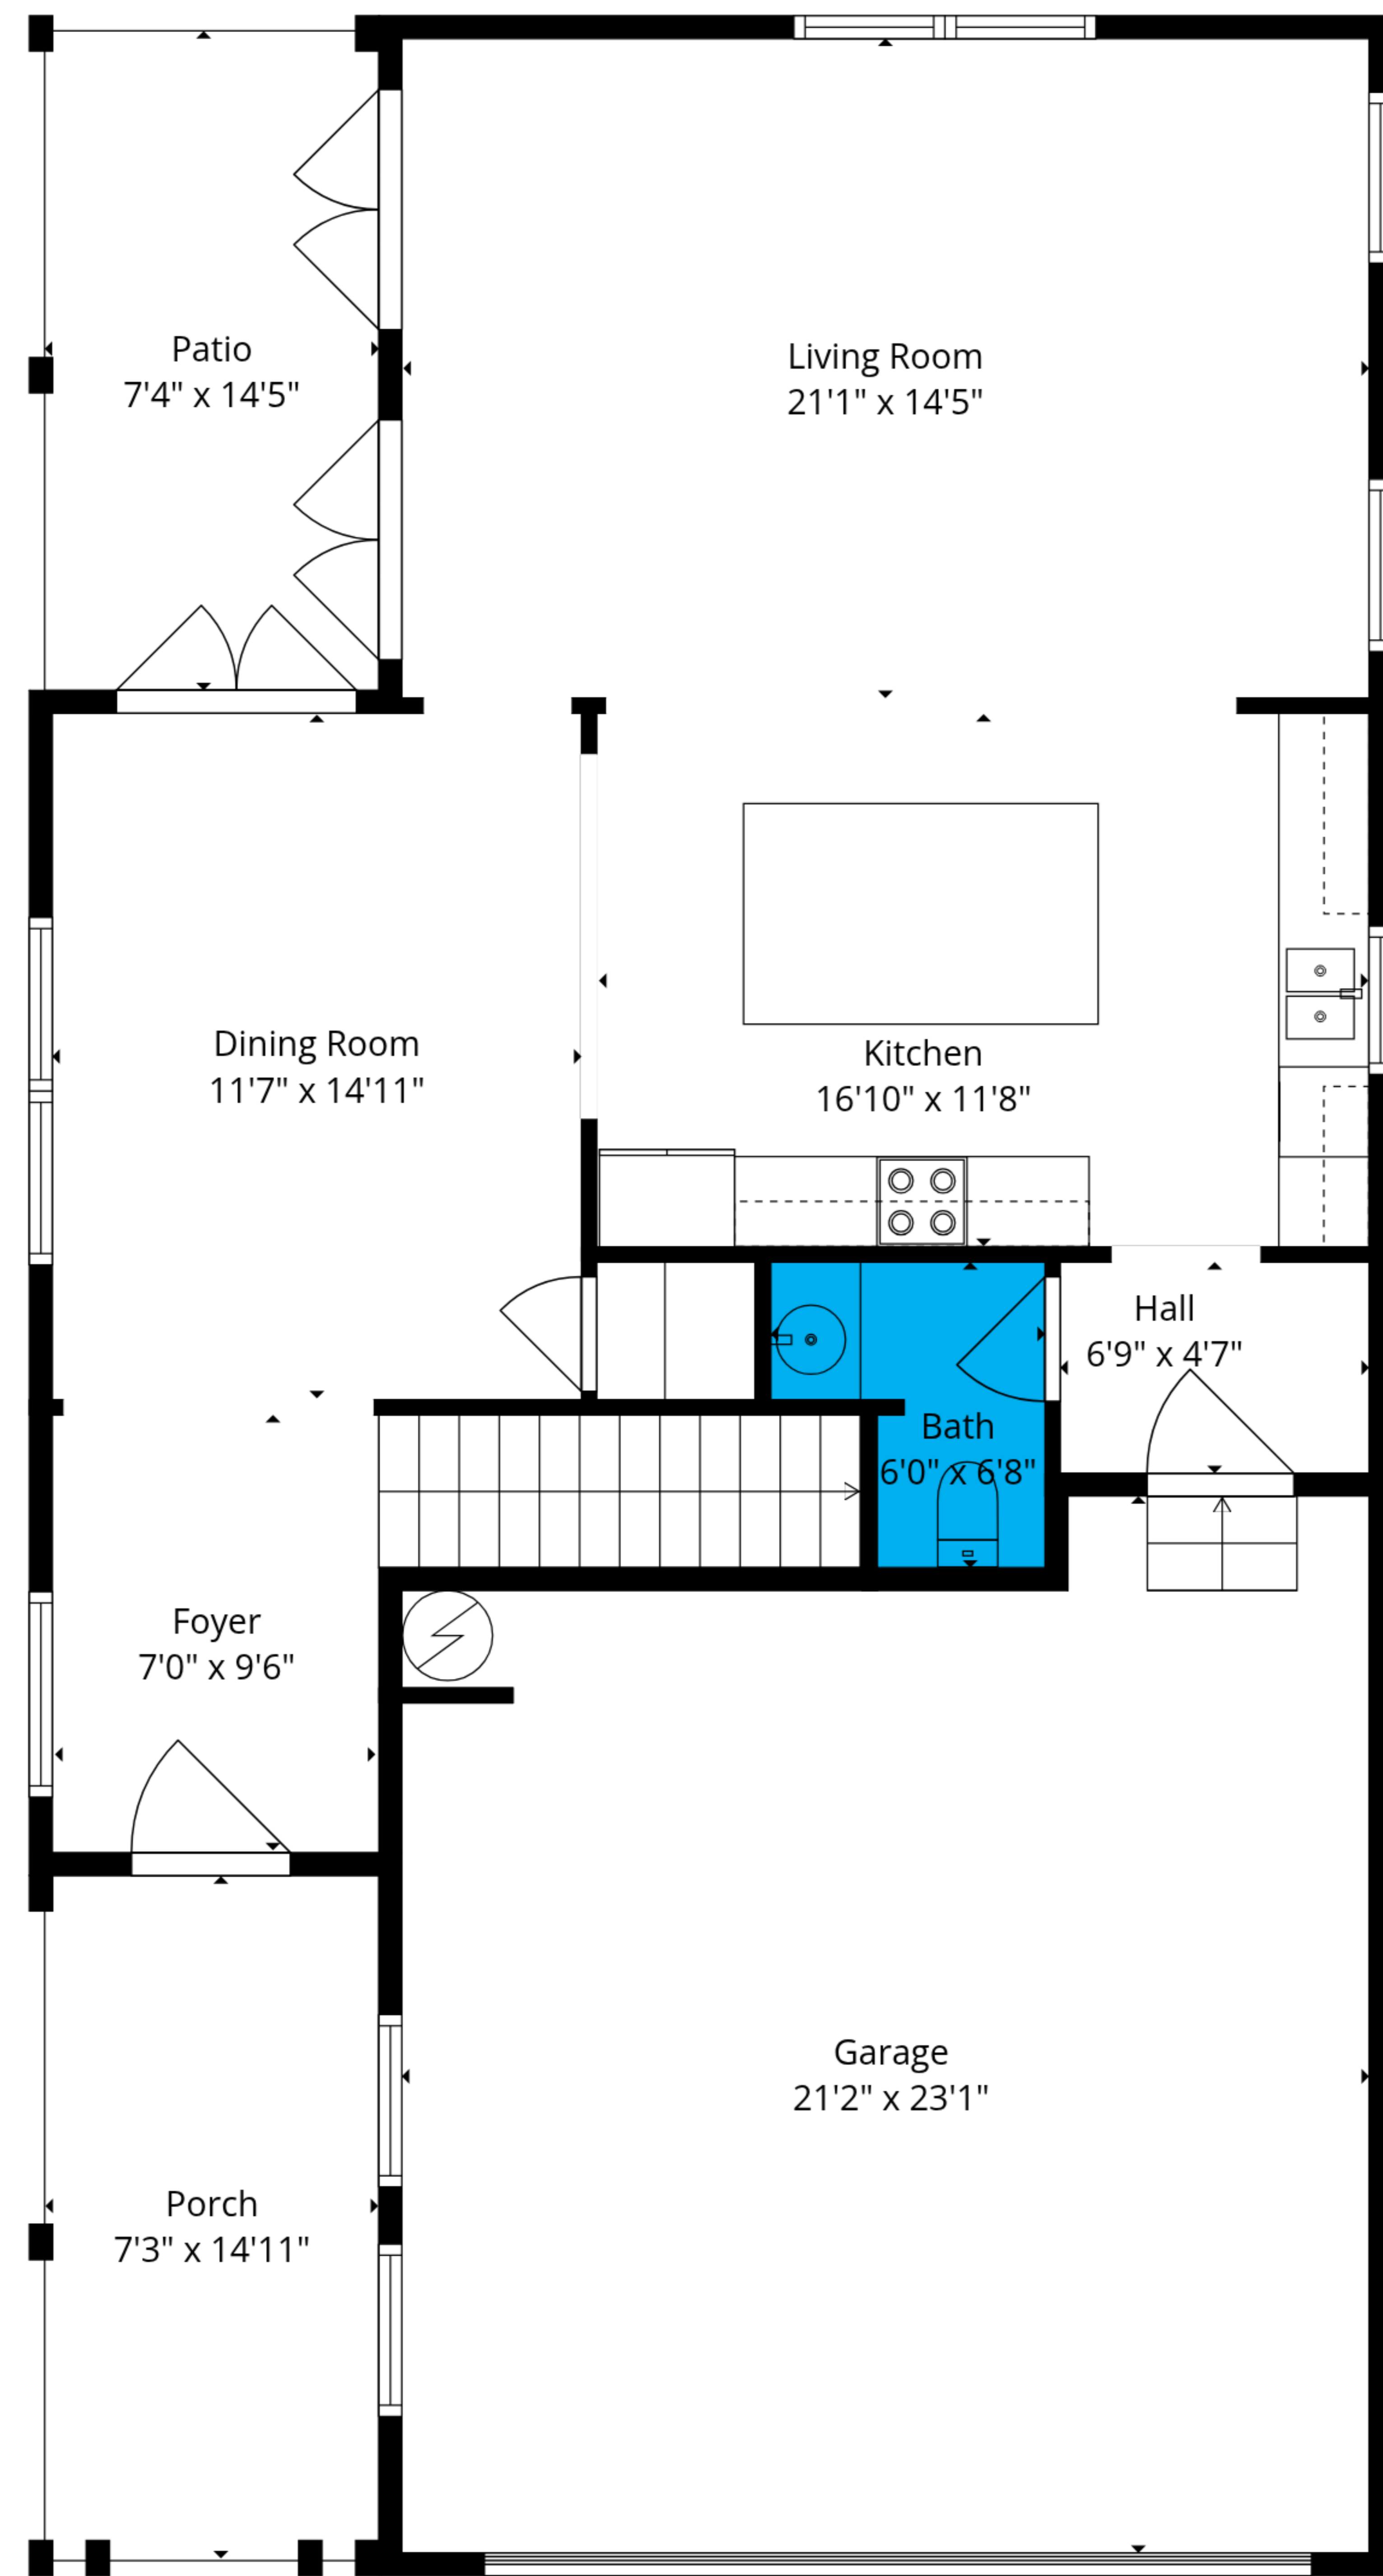 Patio
7'4" x 14'5"
Living Room
21'1" x 14'5"
Dining Room
11'7" x 14'11"
Kitchen
16'10" x 11'8"
Hall
6'9" x 4'7"
Bath
6'0" x 6'8"
Foyer
7'0" x 9'6"
Garage
21'2" x 23'1"
Porch
7'3" x 14'11"